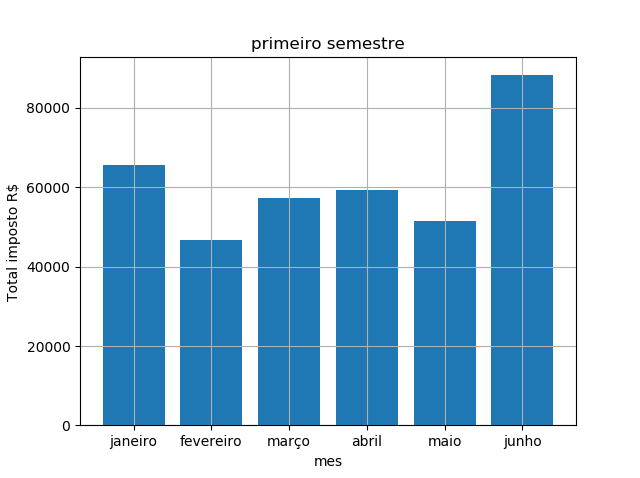 primeiro semestre
Total imposto R$
80000
60000
40000
20000
0
janeiro fevereiro março abril maio junho
mes